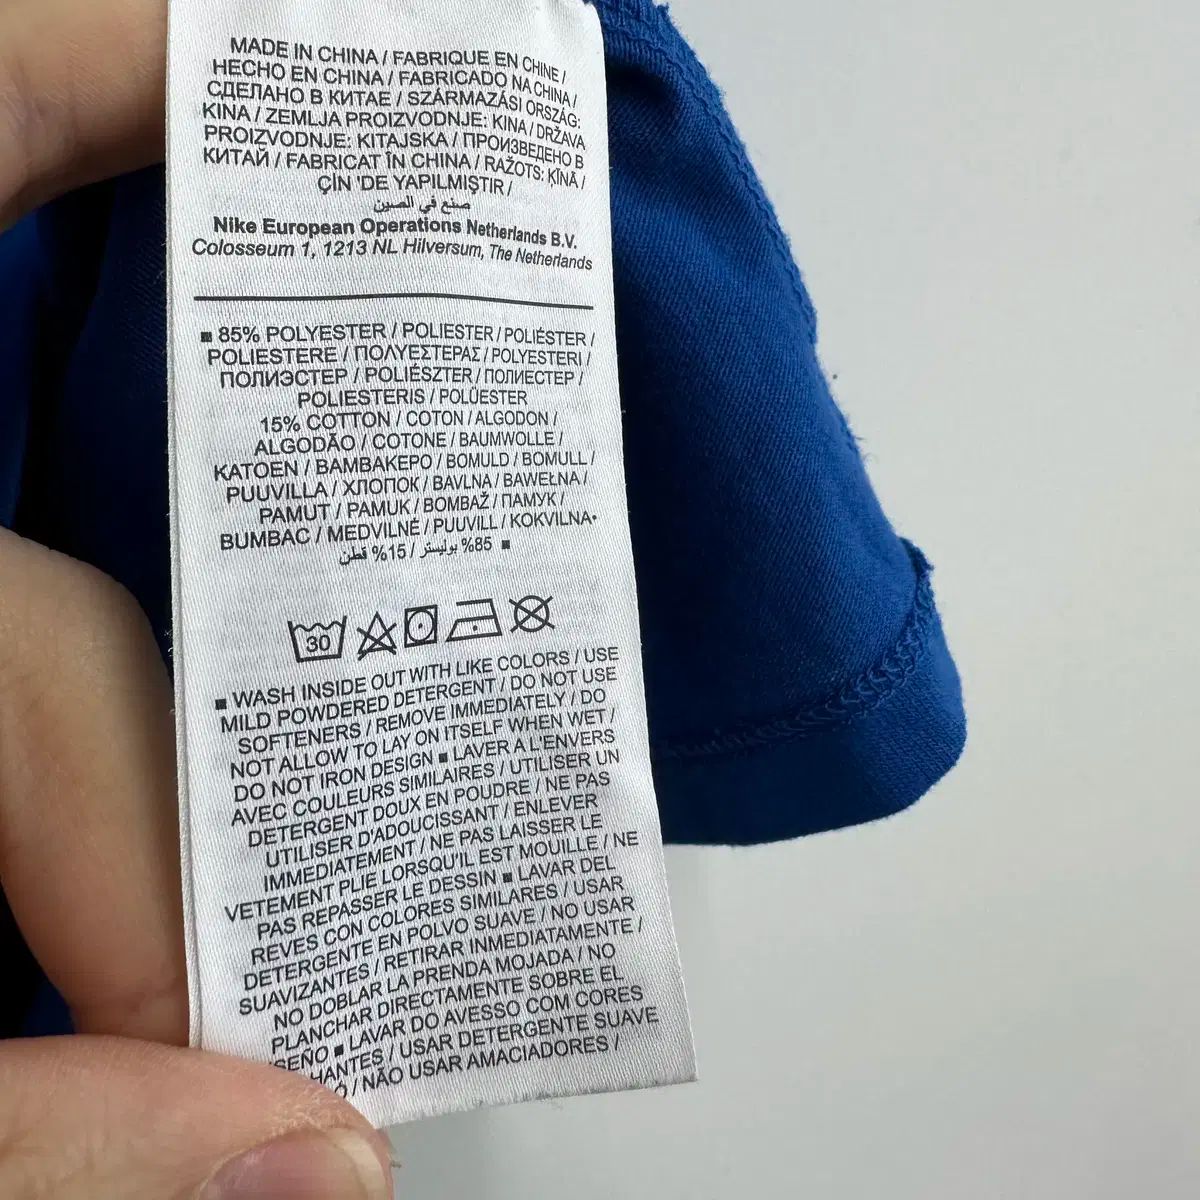 MADE IN CHINA / FABRIQUE EN CHINE /
HECHO EN CHINA / FABRICADO NA CHINA /
СДЕЛАНО В КИТАЕ / SZÁRMAZÁSI ORSZÁG:
KINA / ZEMLJA PROIZVODNJE: KINA / DRŽAVA
PROIZVODNJE: KITAJSKA / ПРОИЗВЕДЕНО В
КИТАЙ / FABRICAT ÎN CHINA / RAŽOTS: ĶĪNĀ /
ÇİN 'DE YAPILMIŞTIR /
صنع في الصين
Nike European Operations Netherlands B.V.
Colosseum 1, 1213 NL Hilversum, The Netherlands
■ 85% POLYESTER / POLIESTER / POLIÉSTER /
POLIESTERE / ΠΟΛΥΕΣΤΕΡΑΣ / POLYESTERI /
ПОЛИЭСТЕР / POLIÉSZTER / ПОЛИЕСТЕР /
POLIESTERIS / POLÜESTER
15% COTTON / COTON / ALGODON /
ALGODÃO / COTONE / BAUMWOLLE /
KATOEN / ΒΑΜΒΑΚΕΡΟ / BOMULD / BOMULL /
PUUVILLA / ХЛОПОК / BAVLNA / BAWEŁNA /
PAMUT / PAMUK / BOMBAŽ / ПАМУК /
BUMBAC / MEDVILNĖ / PUUVILL / KOKVILNA•
85% بوليستر / 15% قطن ■
30
■ WASH INSIDE OUT WITH LIKE COLORS / USE
MILD POWDERED DETERGENT / DO NOT USE
SOFTENERS / REMOVE IMMEDIATELY / DO
NOT ALLOW TO LAY ON ITSELF WHEN WET /
DO NOT IRON DESIGN ■ LAVER A L'ENVERS
AVEC COULEURS SIMILAIRES / UTILISER UN
DETERGENT DOUX EN POUDRE / NE PAS
UTILISER D'ADOUCISSANT / ENLEVER
IMMEDIATEMENT / NE PAS LAISSER LE
VETEMENT PLIE LORSQU'IL EST MOUILLE / NE
PAS REPASSER LE DESSIN ■ LAVAR DEL
REVES CON COLORES SIMILARES / USAR
DETERGENTE EN POLVO SUAVE / NO USAR
SUAVIZANTES / RETIRAR INMEDIATAMENTE /
NO DOBLAR LA PRENDA MOJADA / NO
PLANCHAR DIRECTAMENTE SOBRE EL
SEÑO ■ LAVAR DO AVESSO COM CORES
HANTES / USAR DETERGENTE SUAVE
/ NÃO USAR AMACIADORES /